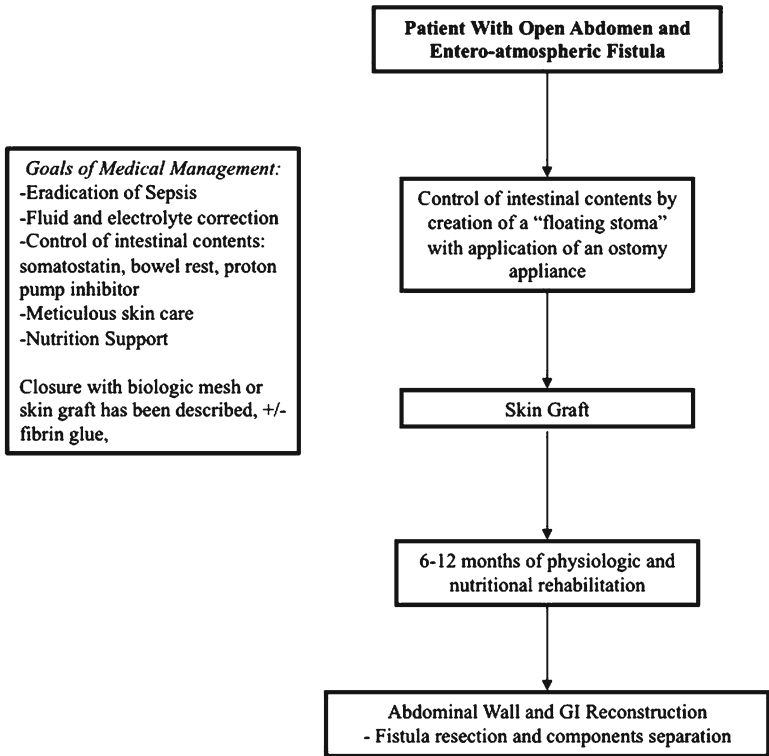 Patient With Open Abdomen and
Entero-atmospheric Fistula
Goals of Medical Management:
-Eradication of Sepsis
-Fluid and electrolyte correction
-Control of intestinal contents:
somatostatin, bowel rest, proton
pump inhibitor
-Meticulous skin care
-Nutrition Support
Closure with biologic mesh or
skin graft has been described, +/-
fibrin glue,
Control of intestinal contents by
creation of a “floating stoma”
with application of an ostomy
appliance
Skin Graft
6-12 months of physiologic and
nutritional rehabilitation
Abdominal Wall and GI Reconstruction
- Fistula resection and components separation